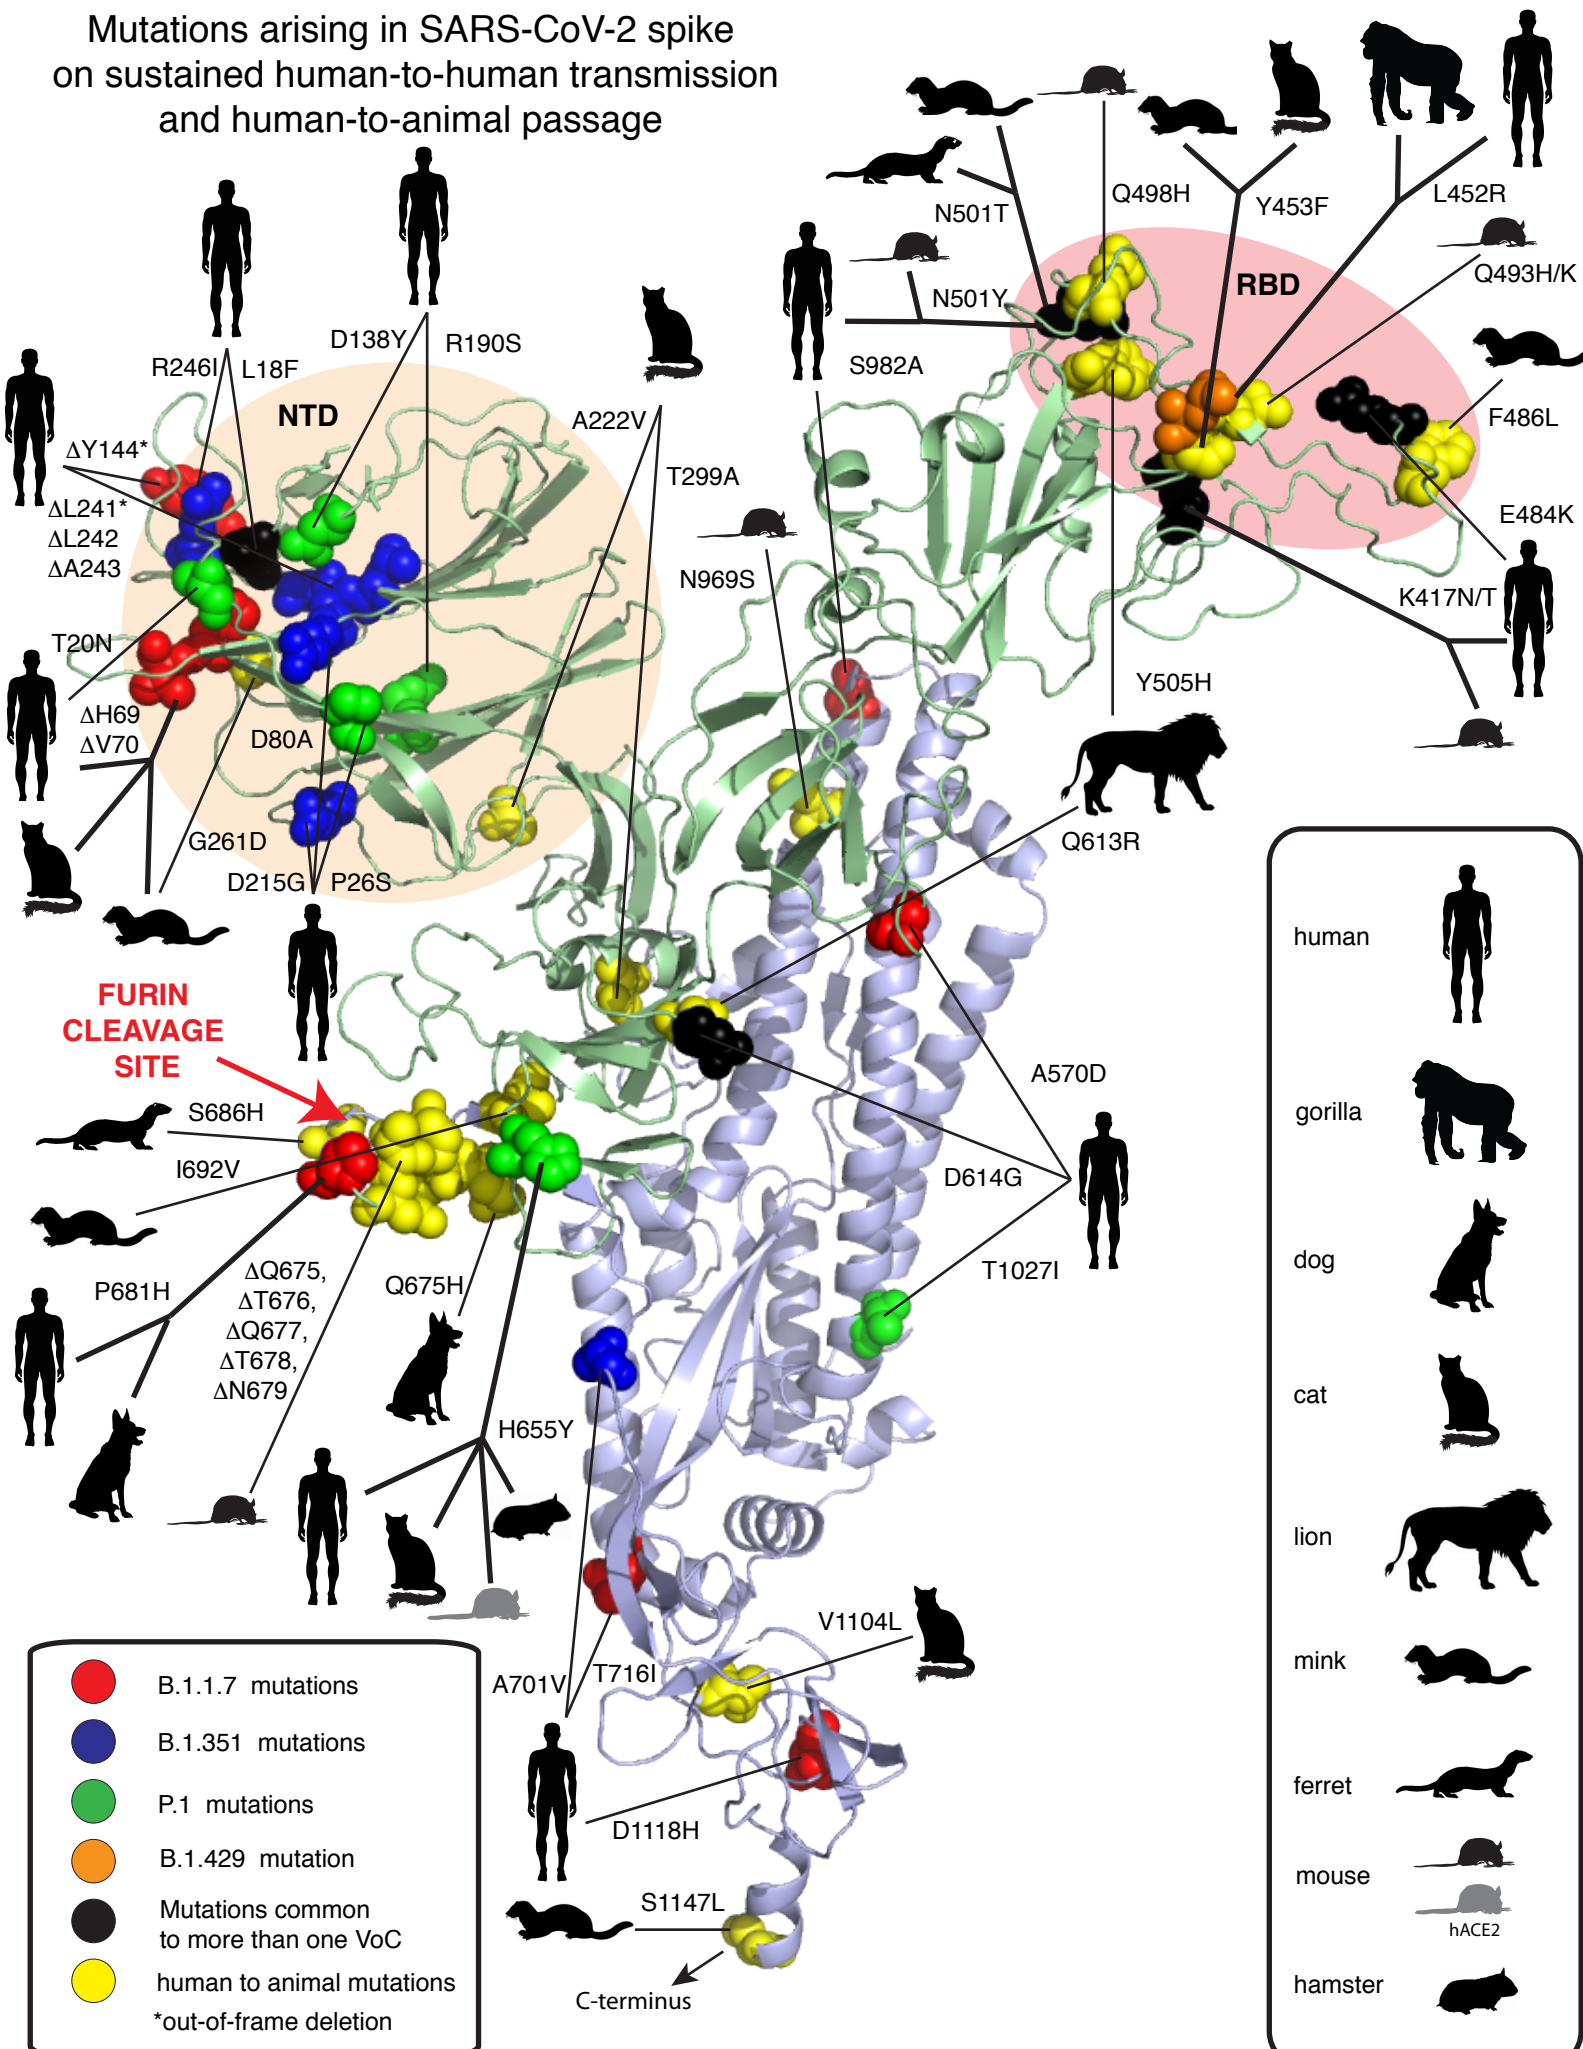 Mutations arising in SARS-CoV-2 spike
on sustained human-to-human transmission
and human-to-animal passage
N501T
Q498H
Y453F
L452R
Q493H/K
N501Y
RBD
S982A
F486L
E484K
K417N/T
Y505H
D138Y
R190S
R246I
L18F
NTD
ΔY144*
ΔL241*
ΔL242
ΔA243
A222V
T299A
N969S
T20N
ΔH69
ΔV70
D80A
G261D
D215G
P26S
Q613R
FURIN
CLEAVAGE
SITE
S686H
I692V
A570D
D614G
T1027I
P681H
ΔQ675,
ΔT676,
ΔQ677,
ΔT678,
ΔN679
Q675H
H655Y
V1104L
A701V
T716I
D1118H
S1147L
C-terminus
B.1.1.7 mutations
B.1.351 mutations
P.1 mutations
B.1.429 mutation
Mutations common
to more than one VoC
human to animal mutations
*out-of-frame deletion
human
gorilla
dog
cat
lion
mink
ferret
mouse
hACE2
hamster